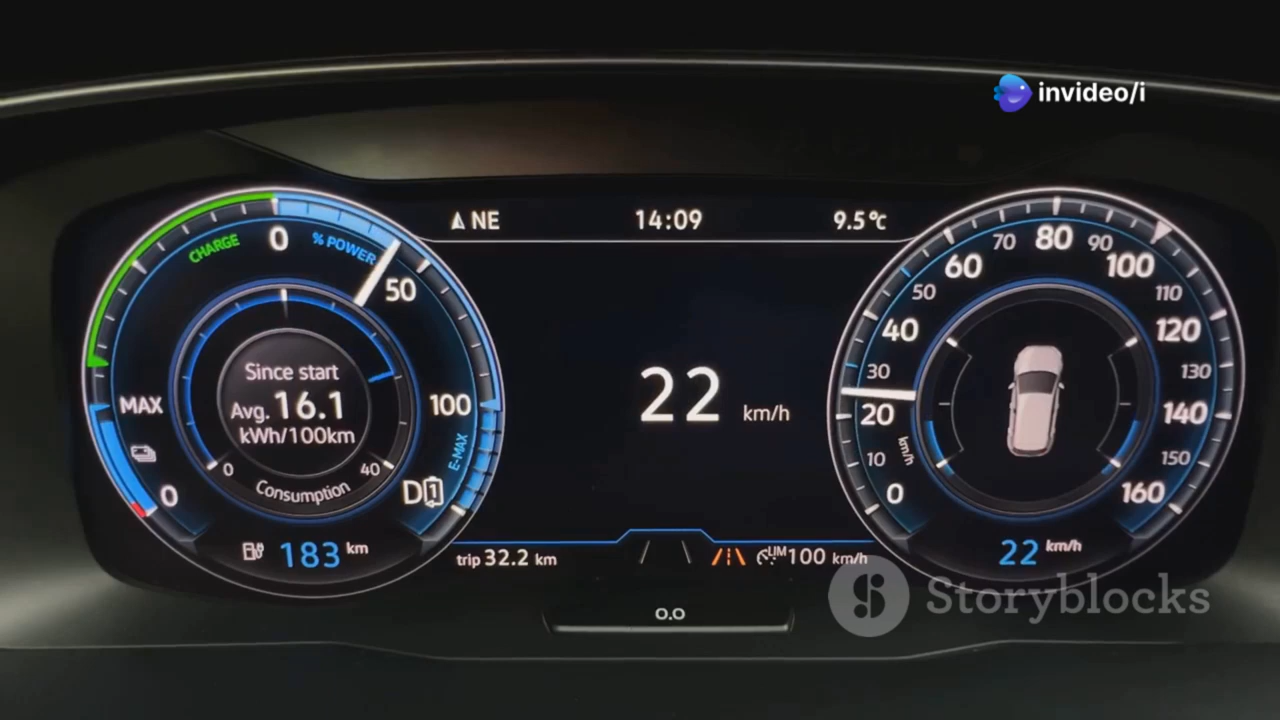 invideo/i
NE
14:09
9.5°C
CHARGE
0
% POWER
50
100
E-MAX
MAX
0
Since start
Avg. 16.1
kWh/100km
0
40
Consumption
D1
183 km
22 km/h
trip 32.2 km
LIM 100 km/h
0.0
0
10
20
30
40
50
60
70
80
90
100
110
120
130
140
150
160
km/h
22 km/h
Storyblocks